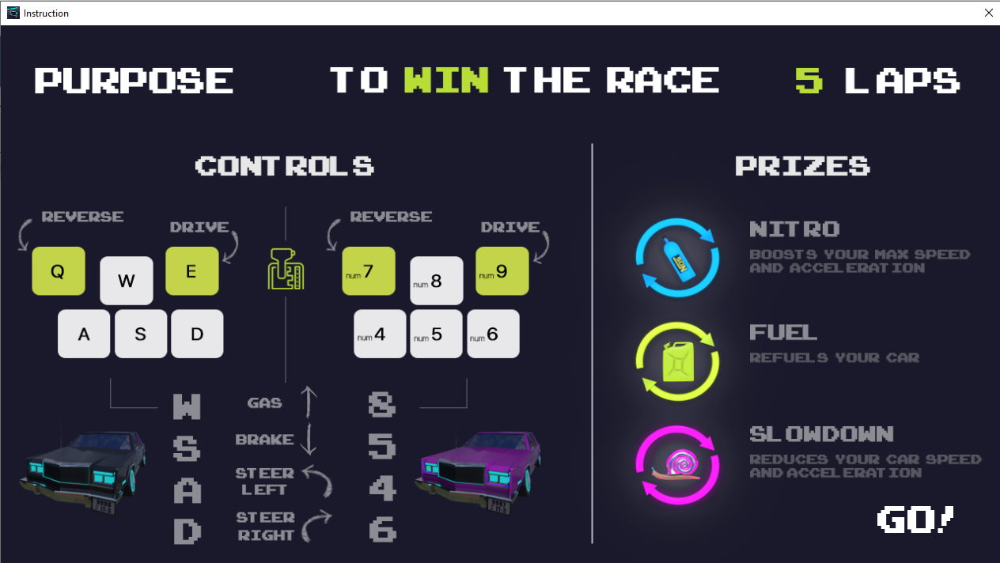 Instruction
PURPOSE TO WIN THE RACE 5 LAPS
CONTROLS
REVERSE
DRIVE
Q
W
E
A
S
D
REVERSE
DRIVE
num 7
num 8
num 9
num 4
num 5
num 6
W GAS 8
S BRAKE 5
A STEER LEFT 4
D STEER RIGHT 6
PRIZES
NITRO
BOOSTS YOUR MAX SPEED
AND ACCELERATION
FUEL
REFUELS YOUR CAR
SLOWDOWN
REDUCES YOUR CAR SPEED
AND ACCELERATION
GO!